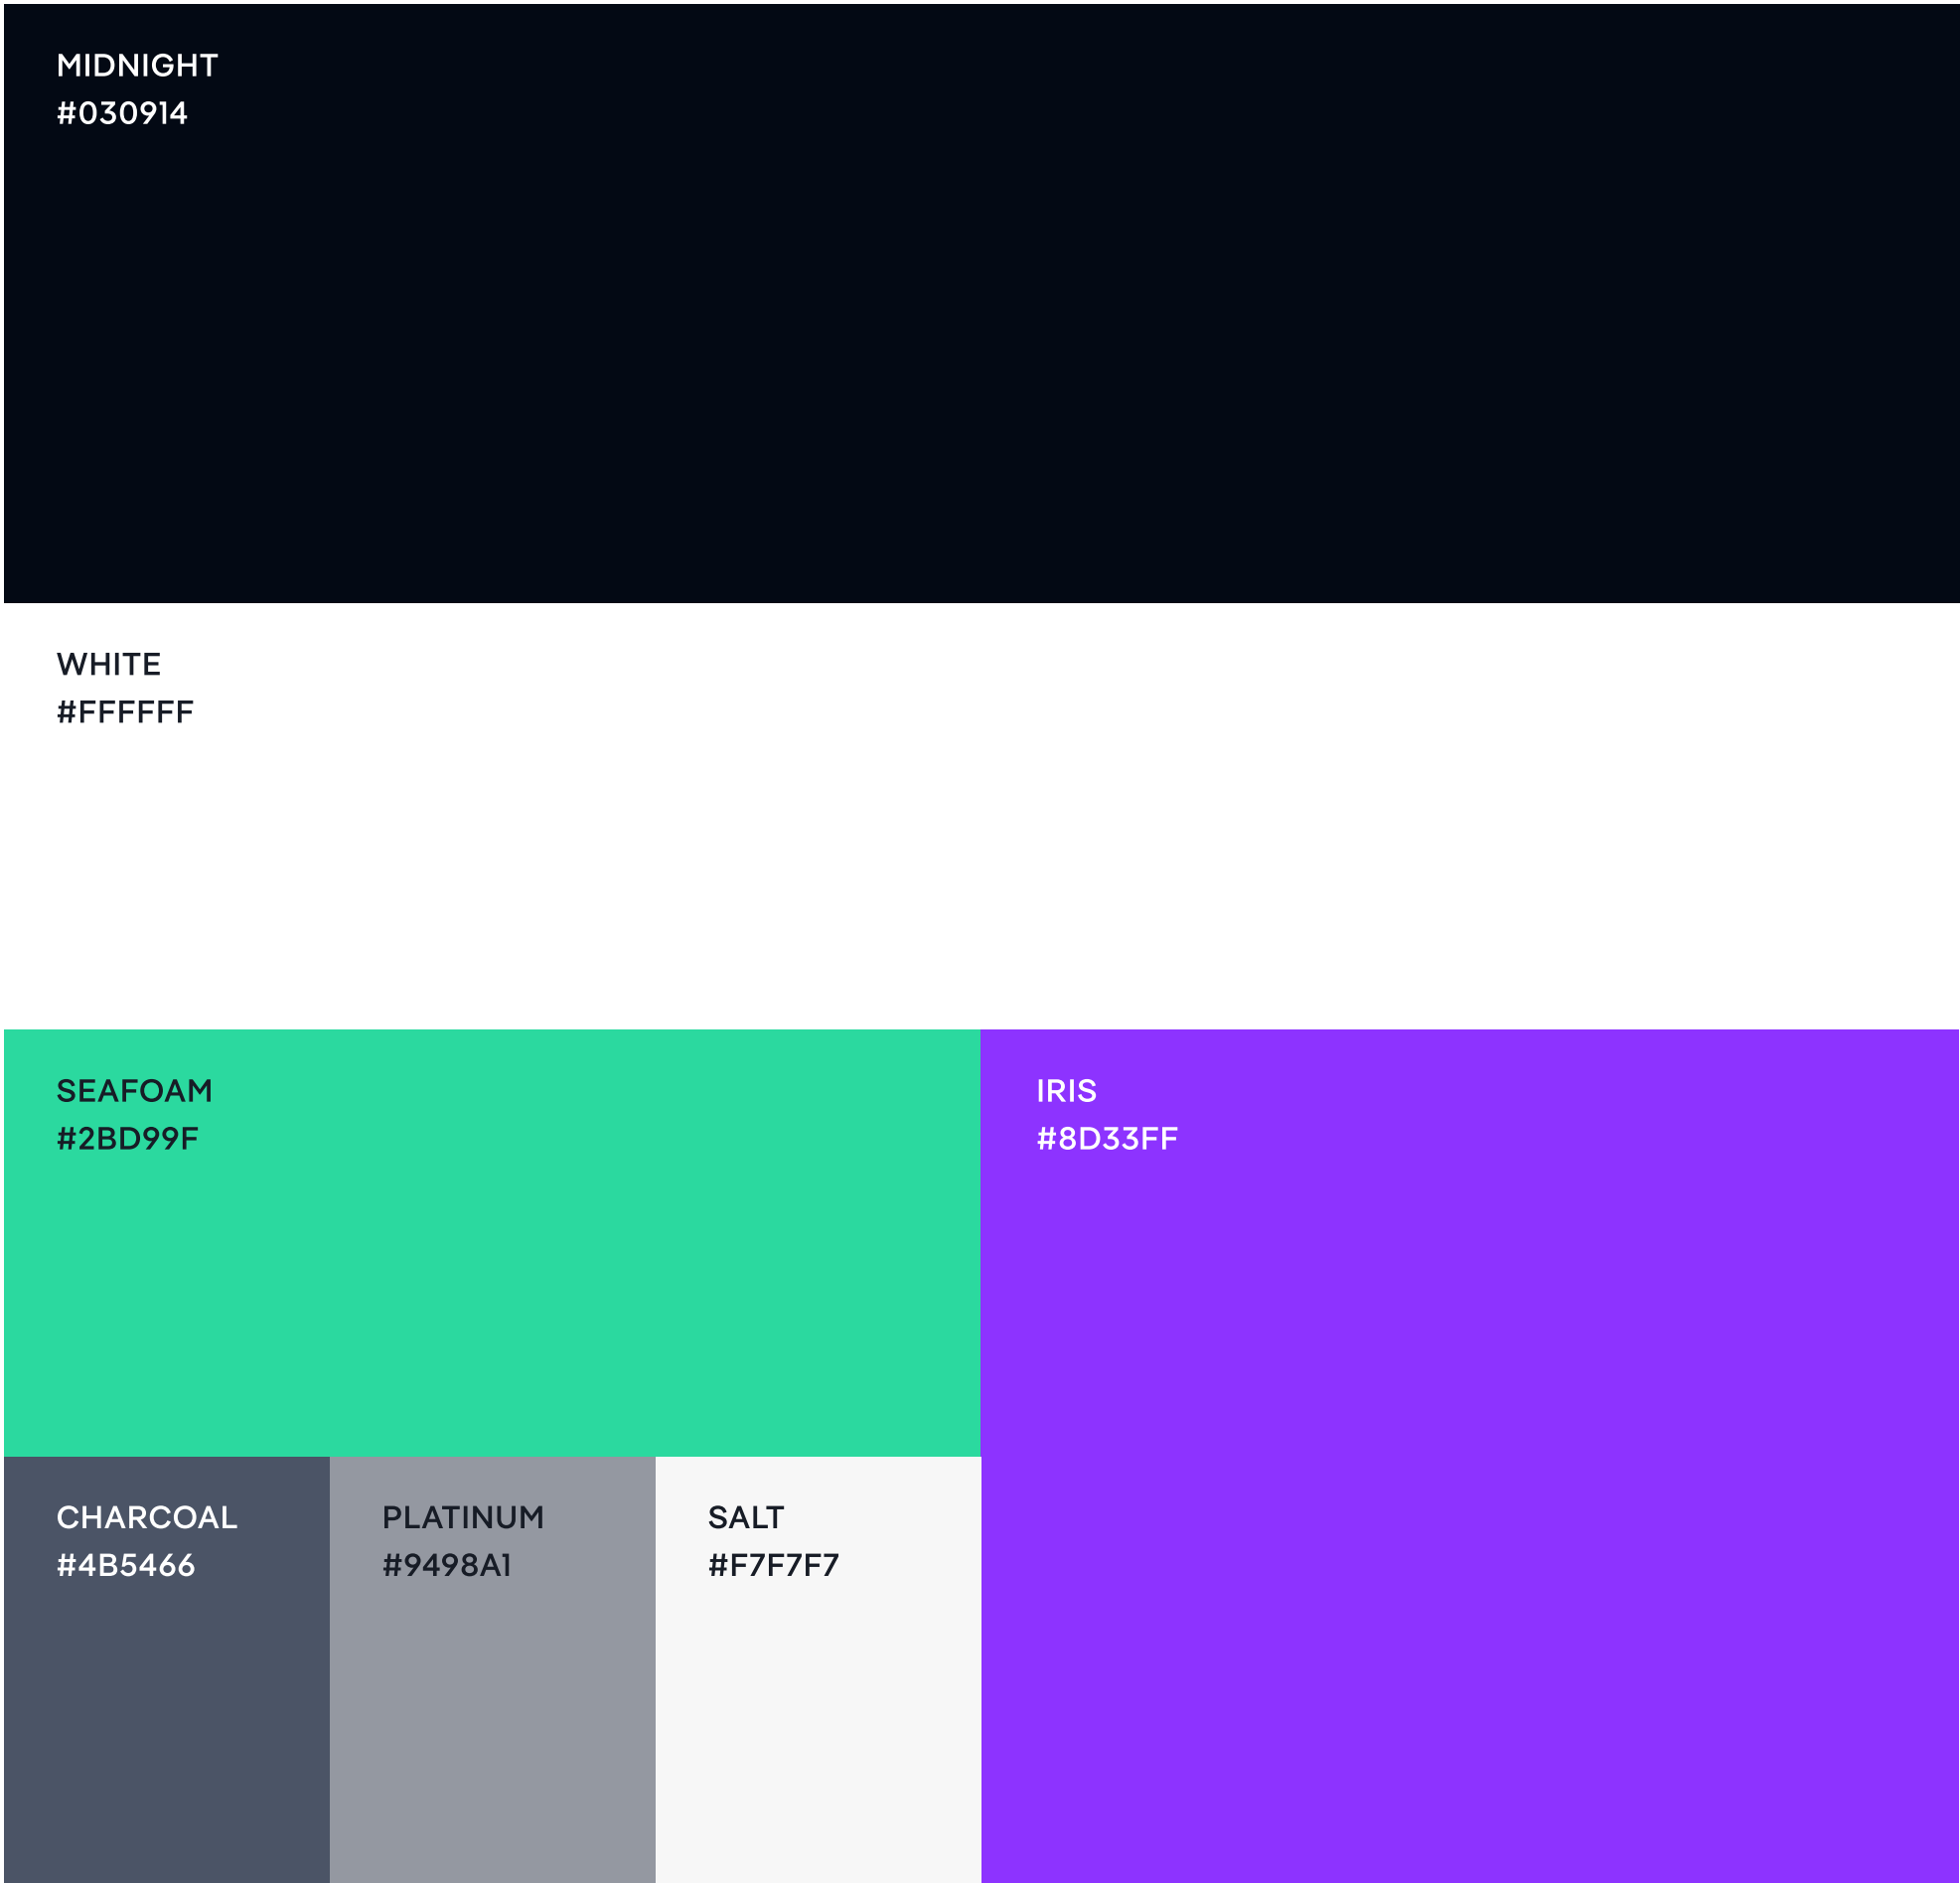 MIDNIGHT
#030914
WHITE
#FFFFFF
SEAFOAM
#2BD99F
IRIS
#8D33FF
CHARCOAL
#4B5466
PLATINUM
#9498A1
SALT
#F7F7F7